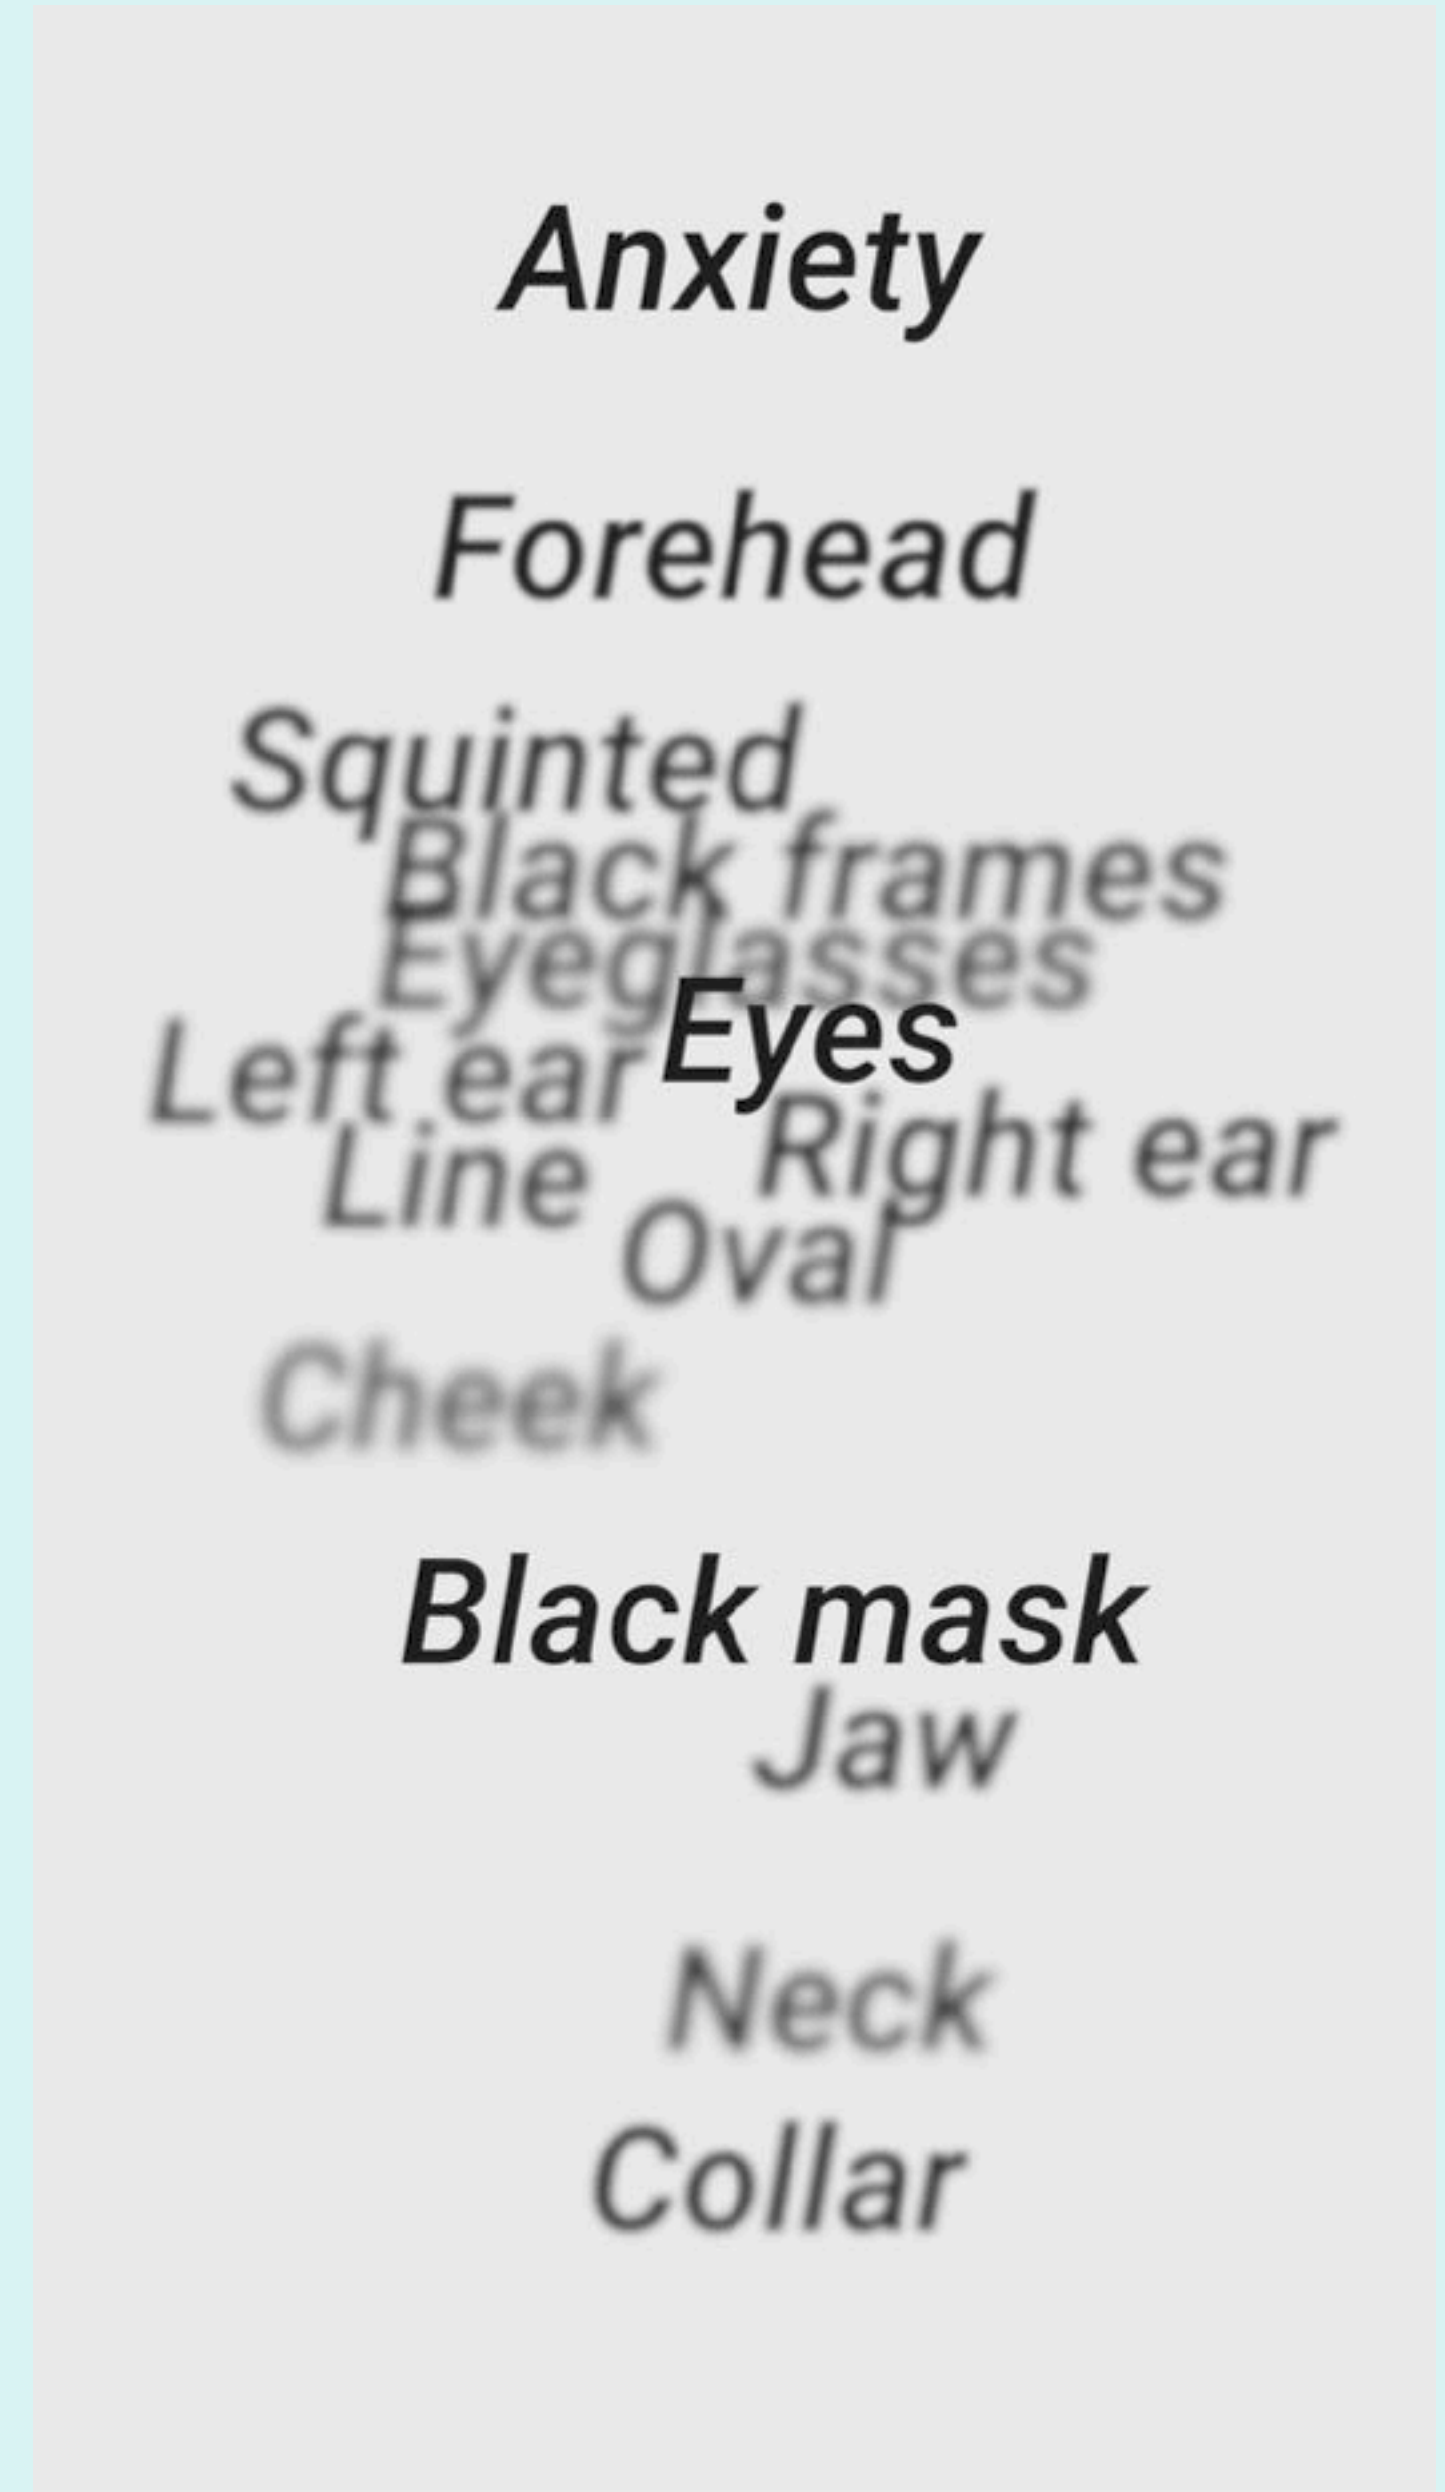 Anxiety
Forehead
Squinted
Black frames
Eyeglasses
Eyes
Left ear
Right ear
Line
Oval
Cheek
Black mask
Jaw
Neck
Collar